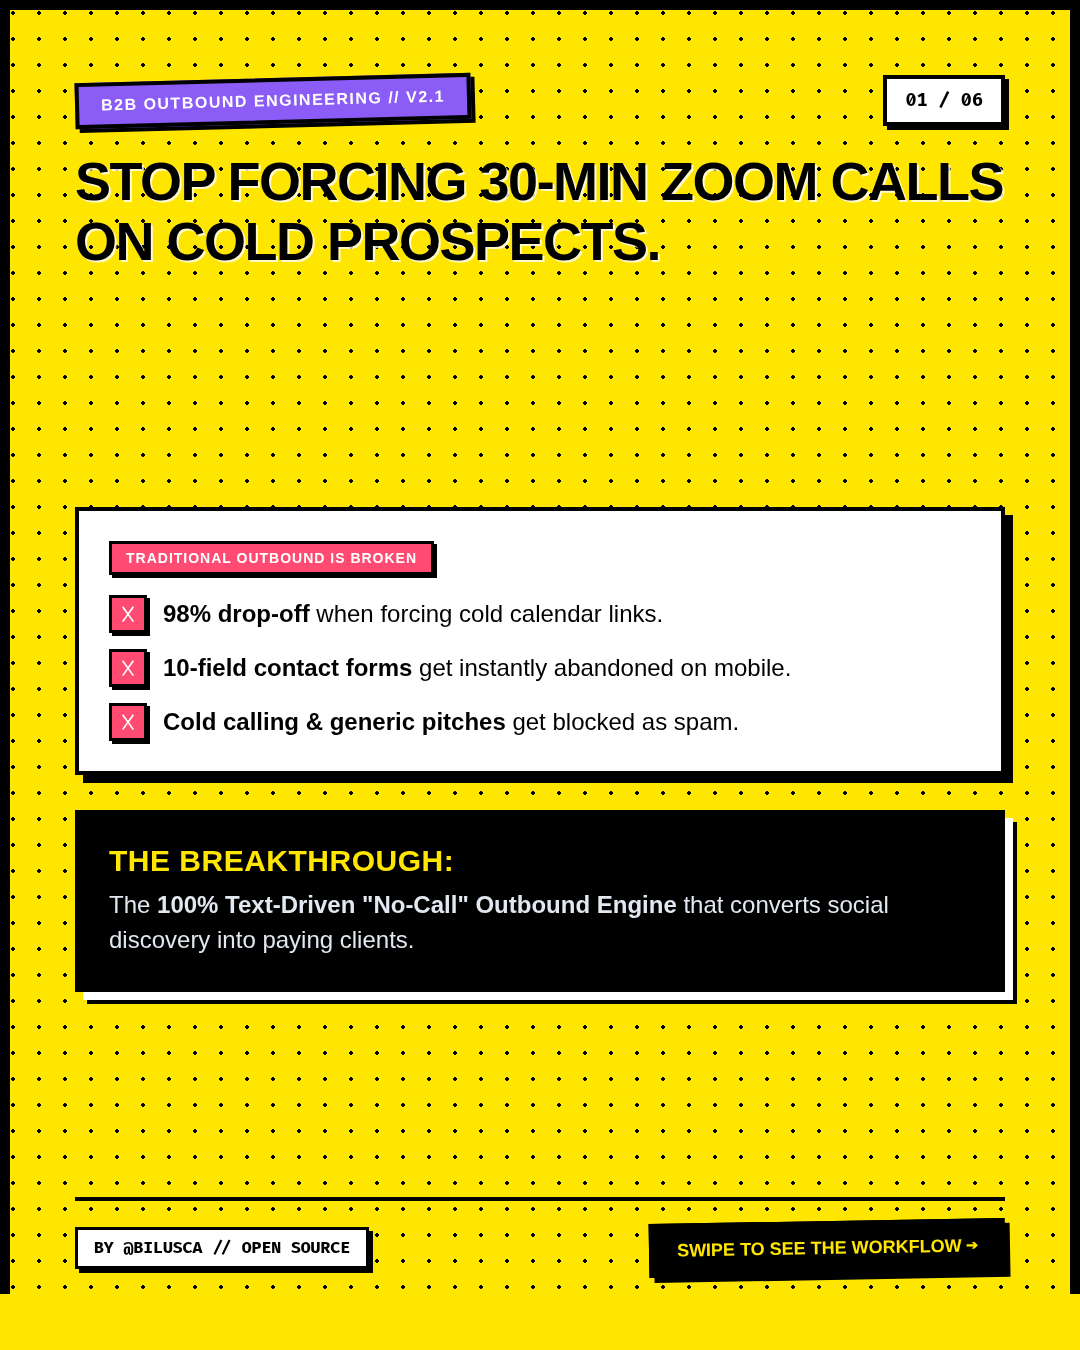 B2B OUTBOUND ENGINEERING // V2.1
01 / 06
STOP FORCING 30-MIN ZOOM CALLS
ON COLD PROSPECTS.
TRADITIONAL OUTBOUND IS BROKEN
╳ 98% drop-off when forcing cold calendar links.
╳ 10-field contact forms get instantly abandoned on mobile.
╳ Cold calling & generic pitches get blocked as spam.
THE BREAKTHROUGH:
The 100% Text-Driven "No-Call" Outbound Engine that converts social
discovery into paying clients.
BY @BILUSCA // OPEN SOURCE
SWIPE TO SEE THE WORKFLOW ➔